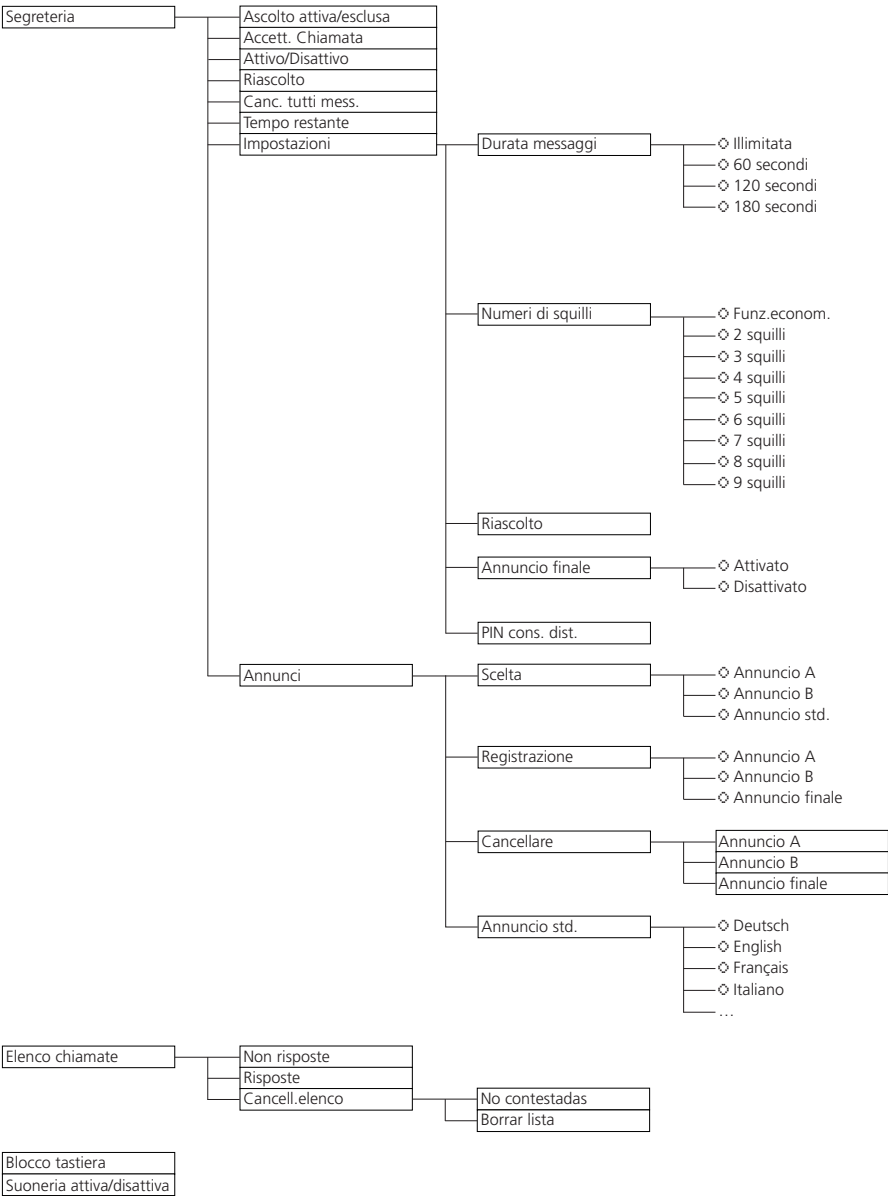 Segreteria
Ascolto attiva/esclusa
Accett. Chiamata
Attivo/Disattivo
Riascolto
Canc. tutti mess.
Tempo restante
Impostazioni
Durata messaggi
Illimitata
60 secondi
120 secondi
180 secondi
Numeri di squilli
Funz.econom.
2 squilli
3 squilli
4 squilli
5 squilli
6 squilli
7 squilli
8 squilli
9 squilli
Riascolto
Annuncio finale
Attivato
Disattivato
PIN cons. dist.
Annunci
Scelta
Annuncio A
Annuncio B
Annuncio std.
Registrazione
Annuncio A
Annuncio B
Annuncio finale
Cancellare
Annuncio A
Annuncio B
Annuncio finale
Annuncio std.
Deutsch
English
Français
Italiano
…
Elenco chiamate
Non risposte
Risposte
Cancell.elenco
No contestadas
Borrar lista
Blocco tastiera
Suoneria attiva/disattiva